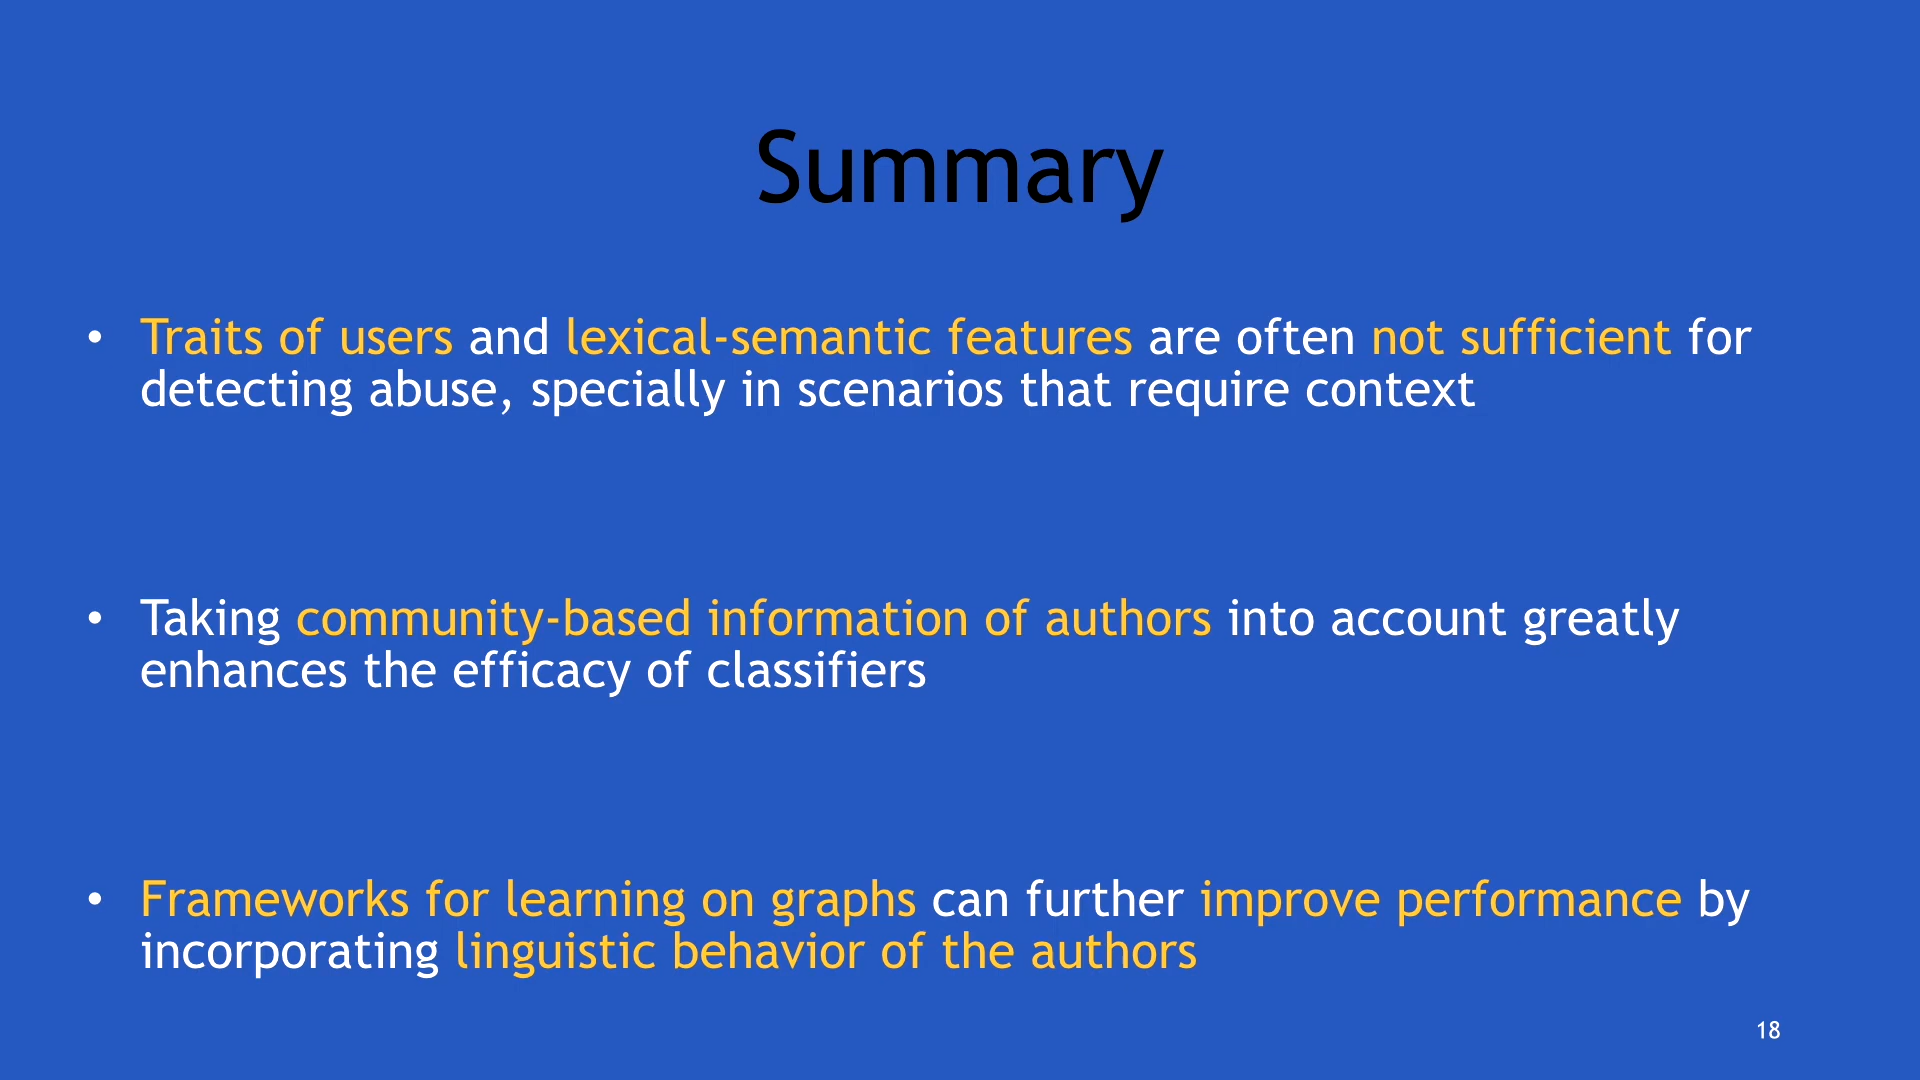 Summary
• Traits of users and lexical-semantic features are often not sufficient for
detecting abuse, specially in scenarios that require context
• Taking community-based information of authors into account greatly
enhances the efficacy of classifiers
• Frameworks for learning on graphs can further improve performance by
incorporating linguistic behavior of the authors
18